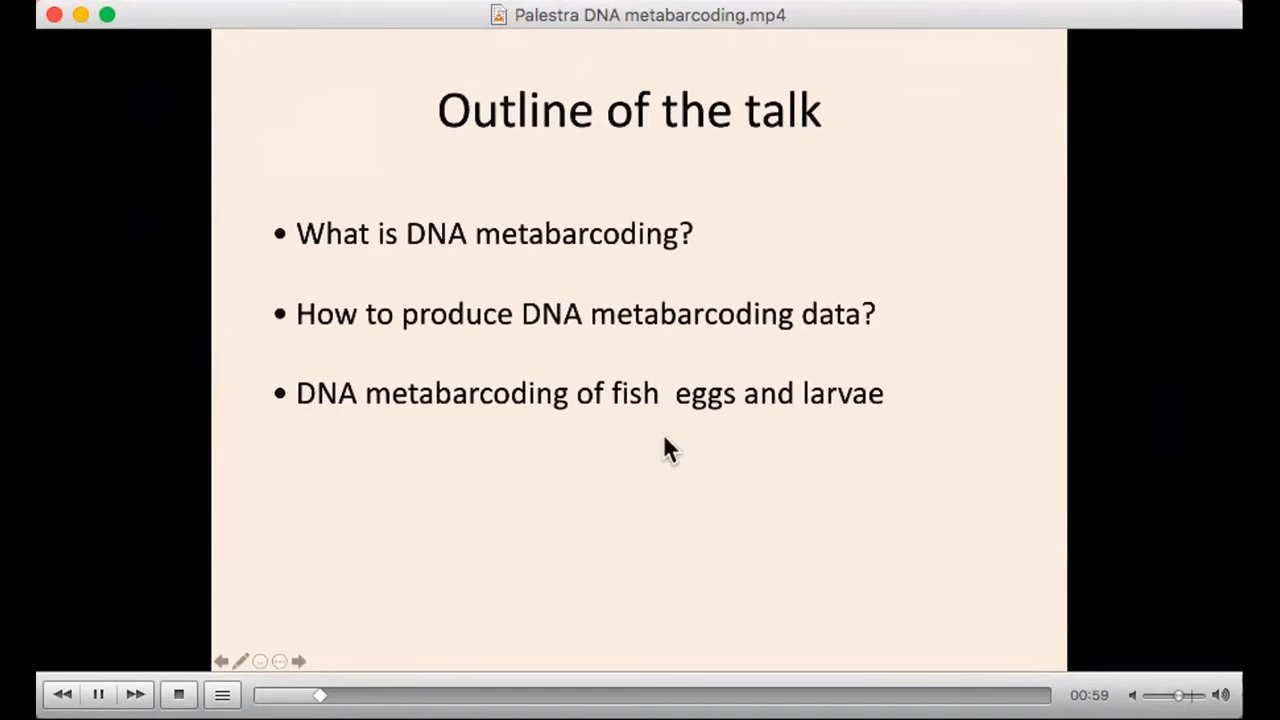 Palestra DNA metabarcoding.mp4
Outline of the talk
• What is DNA metabarcoding?
• How to produce DNA metabarcoding data?
• DNA metabarcoding of fish  eggs and larvae
00:59